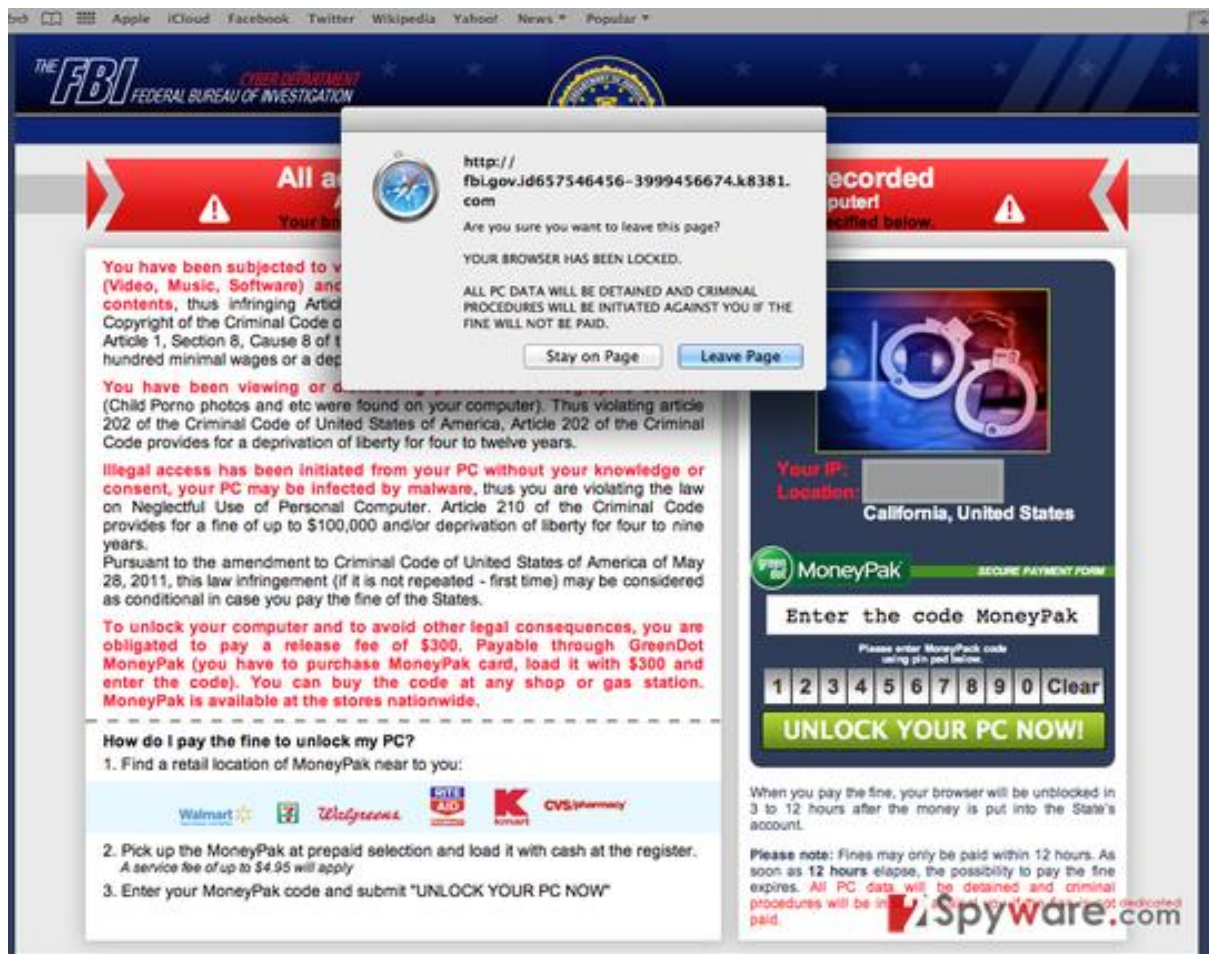 Apple iCloud Facebook Twitter Wikipedia Yahoo! News Popular
THE FBI CYBER DEPARTMENT
FEDERAL BUREAU OF INVESTIGATION
All a
ecorded
puter!
Your b
ecified below.
http://
fbi.gov.id657546456-3999456674.k8381.
com
Are you sure you want to leave this page?
YOUR BROWSER HAS BEEN LOCKED.
ALL PC DATA WILL BE DETAINED AND CRIMINAL
PROCEDURES WILL BE INITIATED AGAINST YOU IF THE
FINE WILL NOT BE PAID.
Stay on Page Leave Page
You have been subjected to v
(Video, Music, Software) and
contents, thus infringing Artic
Copyright of the Criminal Code o
Article 1, Section 8, Cause 8 of t
hundred minimal wages or a dep
You have been viewing or
(Child Porno photos and etc were found on your computer). Thus violating article
202 of the Criminal Code of United States of America, Article 202 of the Criminal
Code provides for a deprivation of liberty for four to twelve years.
Illegal access has been initiated from your PC without your knowledge or
consent, your PC may be infected by malware, thus you are violating the law
on Neglectful Use of Personal Computer. Article 210 of the Criminal Code
provides for a fine of up to $100,000 and/or deprivation of liberty for four to nine
years.
Pursuant to the amendment to Criminal Code of United States of America of May
28, 2011, this law infringement (if it is not repeated - first time) may be considered
as conditional in case you pay the fine of the States.
To unlock your computer and to avoid other legal consequences, you are
obligated to pay a release fee of $300. Payable through GreenDot
MoneyPak (you have to purchase MoneyPak card, load it with $300 and
enter the code). You can buy the code at any shop or gas station.
MoneyPak is available at the stores nationwide.
How do I pay the fine to unlock my PC?
1. Find a retail location of MoneyPak near to you:
Walmart 7 Walgreens RITE AID Kmart CVS/pharmacy
2. Pick up the MoneyPak at prepaid selection and load it with cash at the register.
A service fee of up to $4.95 will apply
3. Enter your MoneyPak code and submit "UNLOCK YOUR PC NOW"
Your IP:
Location:
California, United States
green dot MoneyPak SECURE PAYMENT FORM
Enter the code MoneyPak
Please enter MoneyPack code
using pin pad below.
1 2 3 4 5 6 7 8 9 0 Clear
UNLOCK YOUR PC NOW!
When you pay the fine, your browser will be unblocked in
3 to 12 hours after the money is put into the State's
account.
Please note: Fines may only be paid within 12 hours. As
soon as 12 hours elapse, the possibility to pay the fine
expires. All PC data will be detained and criminal
procedures will be in
not
paid.
2Spyware.com
dedicated